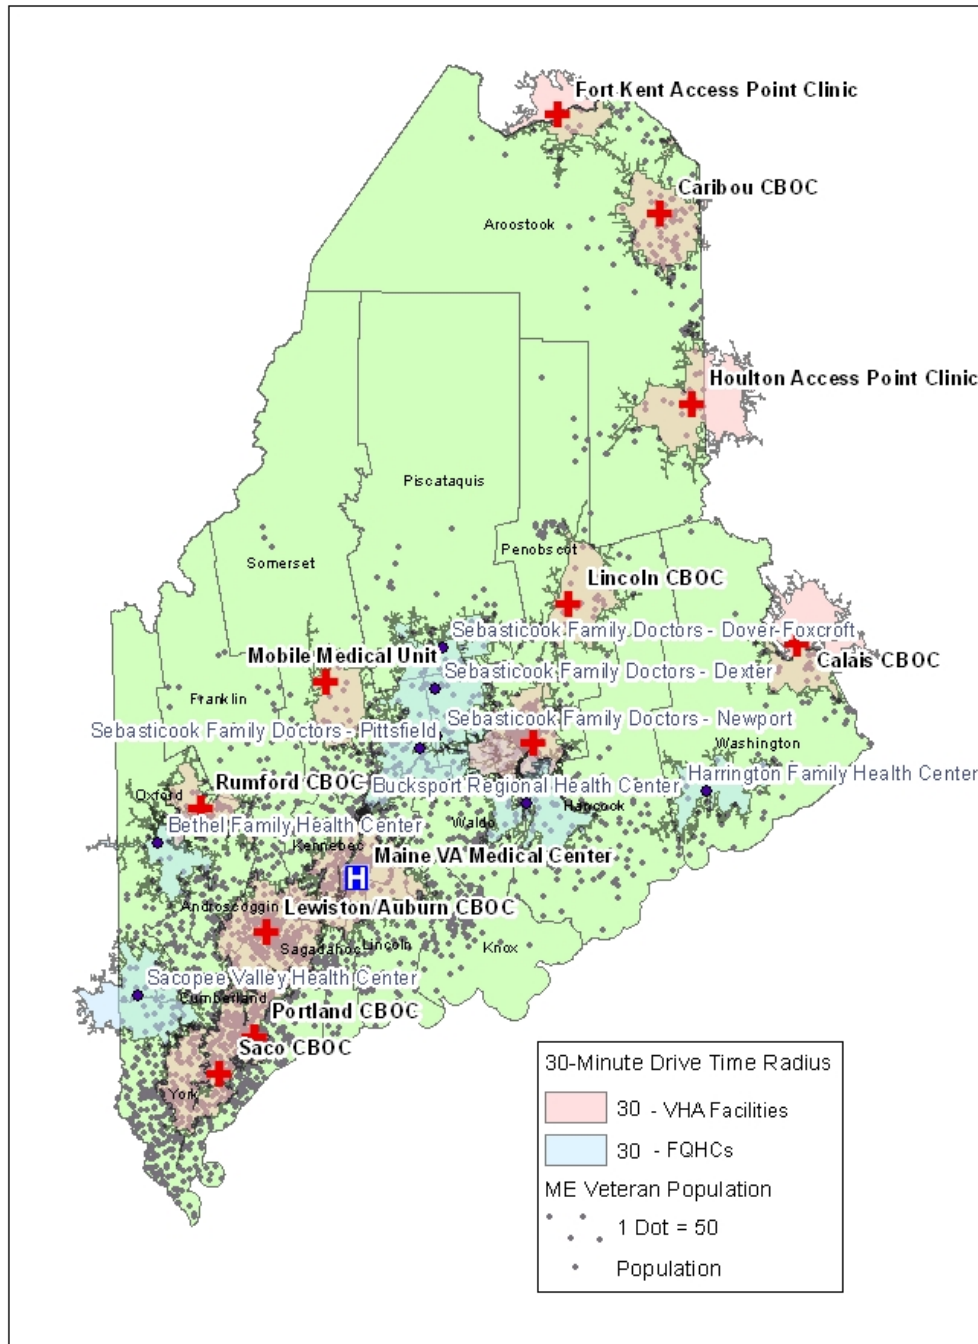 Fort Kent Access Point Clinic
Caribou CBOC
Aroostook
Houlton Access Point Clinic
Piscataquis
Penobscot
Somerset
Lincoln CBOC
Sebasticook Family Doctors - Dover-Foxcroft
Mobile Medical Unit
Calais CBOC
Sebasticook Family Doctors - Dexter
Franklin
Sebasticook Family Doctors - Newport
Sebasticook Family Doctors - Pittsfield
Washington
Harrington Family Health Center
Rumford CBOC
Bucksport Regional Health Center
Oxford
Hancock
Waldo
Bethel Family Health Center
Kennebec
Maine VA Medical Center
H
Androscoggin
Lewiston/Auburn CBOC
Sagadahoc
Lincoln
Knox
Sacopee Valley Health Center
Cumberland
Portland CBOC
Saco CBOC
York
30-Minute Drive Time Radius
30 - VHA Facilities
30 - FQHCs
ME Veteran Population
1 Dot = 50
Population